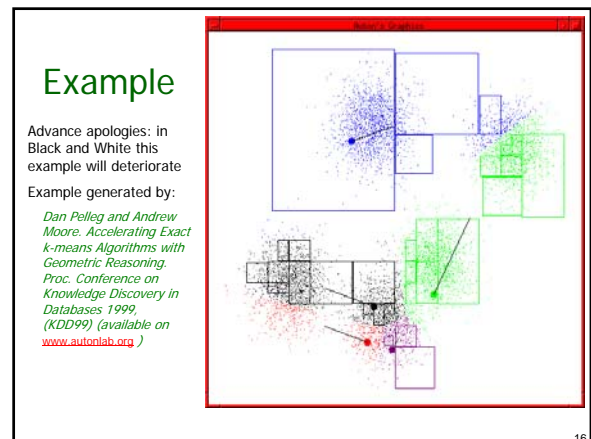 Andrew's Graphics
Example
Advance apologies: in
Black and White this
example will deteriorate
Example generated by:
Dan Pelleg and Andrew
Moore. Accelerating Exact
k-means Algorithms with
Geometric Reasoning.
Proc. Conference on
Knowledge Discovery in
Databases 1999,
(KDD99) (available on
www.autonlab.org )
16